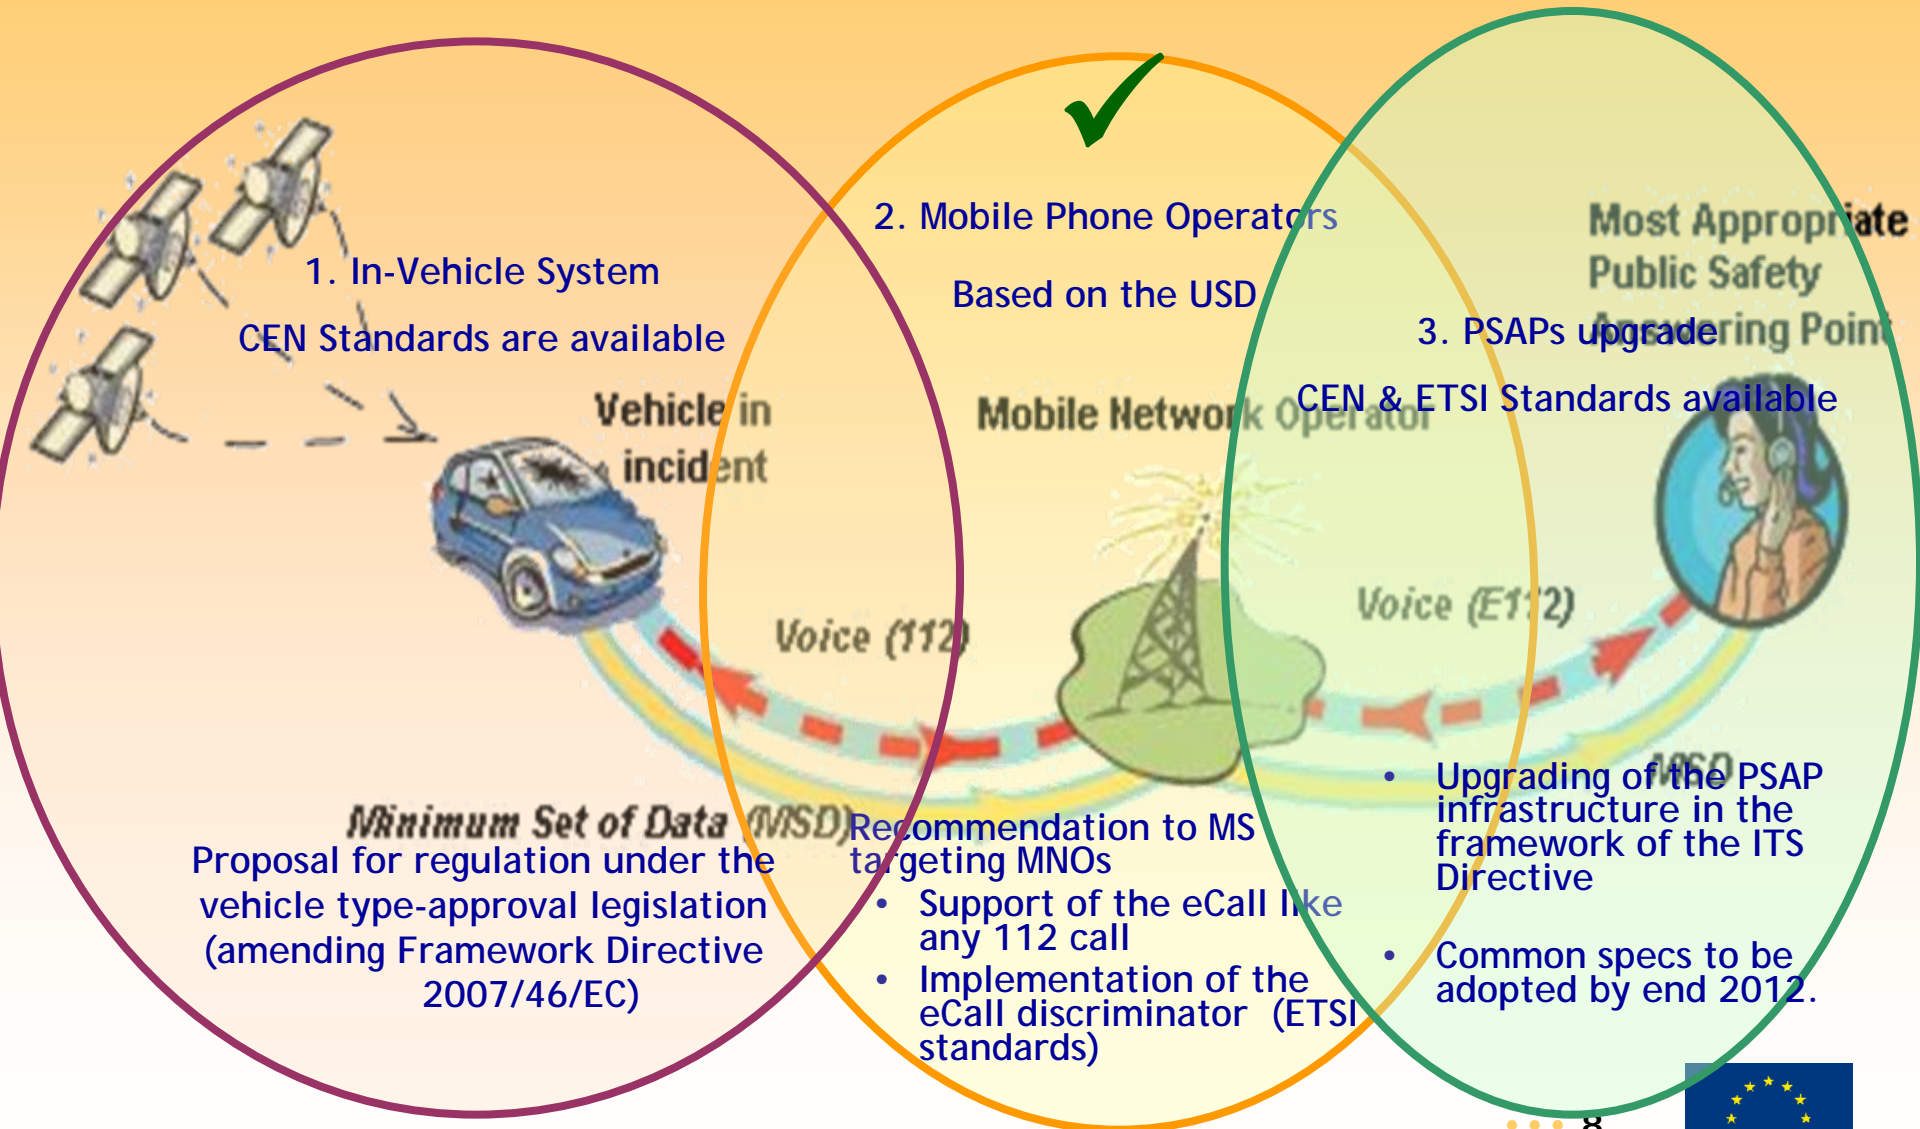 1. In-Vehicle System
CEN Standards are available
Vehicle in
incident
Minimum Set of Data (MSD)
Proposal for regulation under the
vehicle type-approval legislation
(amending Framework Directive
2007/46/EC)
2. Mobile Phone Operators
Based on the USD
Mobile Network Operator
Voice (112)
Recommendation to MS
targeting MNOs
• Support of the eCall like
any 112 call
• Implementation of the
eCall discriminator (ETSI
standards)
Most Appropriate
Public Safety
Answering Point
3. PSAPs upgrade
CEN & ETSI Standards available
Voice (E112)
MSD
• Upgrading of the PSAP
infrastructure in the
framework of the ITS
Directive
• Common specs to be
adopted by end 2012.
8